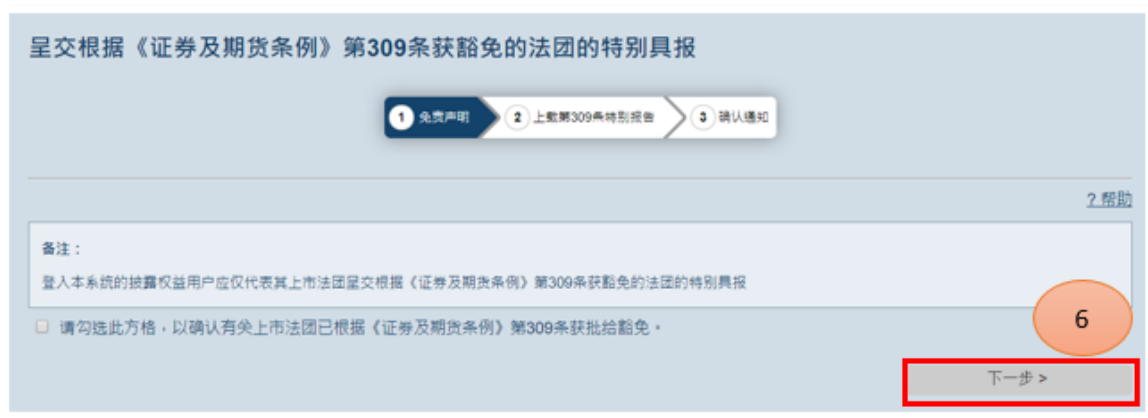 呈交根据《证券及期货条例》第309条获豁免的法团的特别具报
1 免责声明 2 上载第309条特别报告 3 确认通知
? 帮助
备注：
登入本系统的披露权益用户应仅代表其上市法团呈交根据《证券及期货条例》第309条获豁免的法团的特别具报
请勾选此方格，以确认有关上市法团已根据《证券及期货条例》第309条获批给豁免。
6
下一步 >